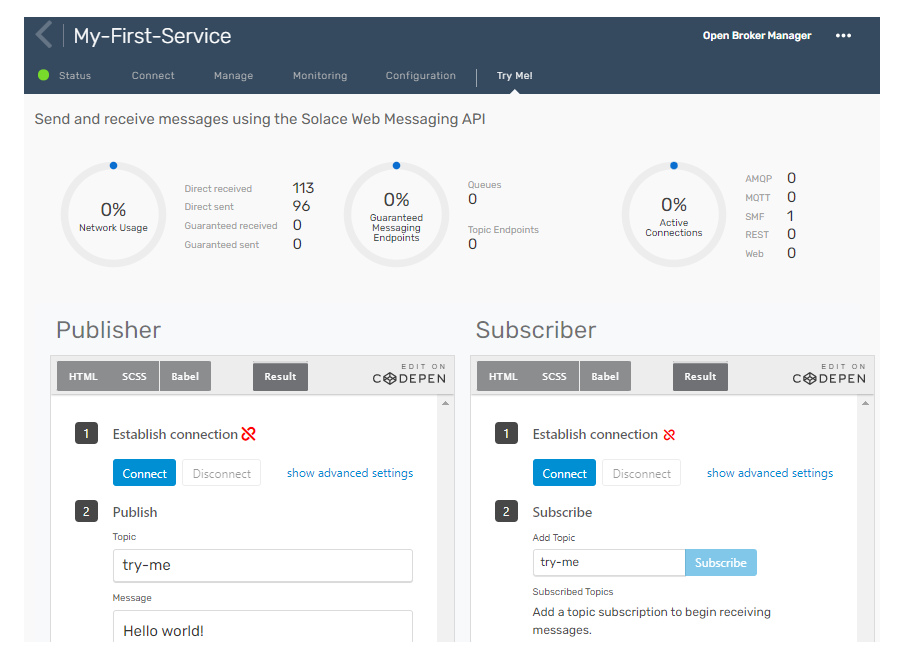 My-First-Service
Open Broker Manager
Status Connect Manage Monitoring Configuration Try Me!
Send and receive messages using the Solace Web Messaging API
0%
Network Usage
Direct received 113
Direct sent 96
Guaranteed received 0
Guaranteed sent 0
0%
Guaranteed
Messaging
Endpoints
Queues
0
Topic Endpoints
0
0%
Active
Connections
AMQP 0
MQTT 0
SMF 1
REST 0
Web 0
Publisher
HTML SCSS Babel Result
EDIT ON
CODEPEN
1 Establish connection
Connect Disconnect show advanced settings
2 Publish
Topic
try-me
Message
Hello world!
Subscriber
HTML SCSS Babel Result
EDIT ON
CODEPEN
1 Establish connection
Connect Disconnect show advanced settings
2 Subscribe
Add Topic
try-me Subscribe
Subscribed Topics
Add a topic subscription to begin receiving
messages.